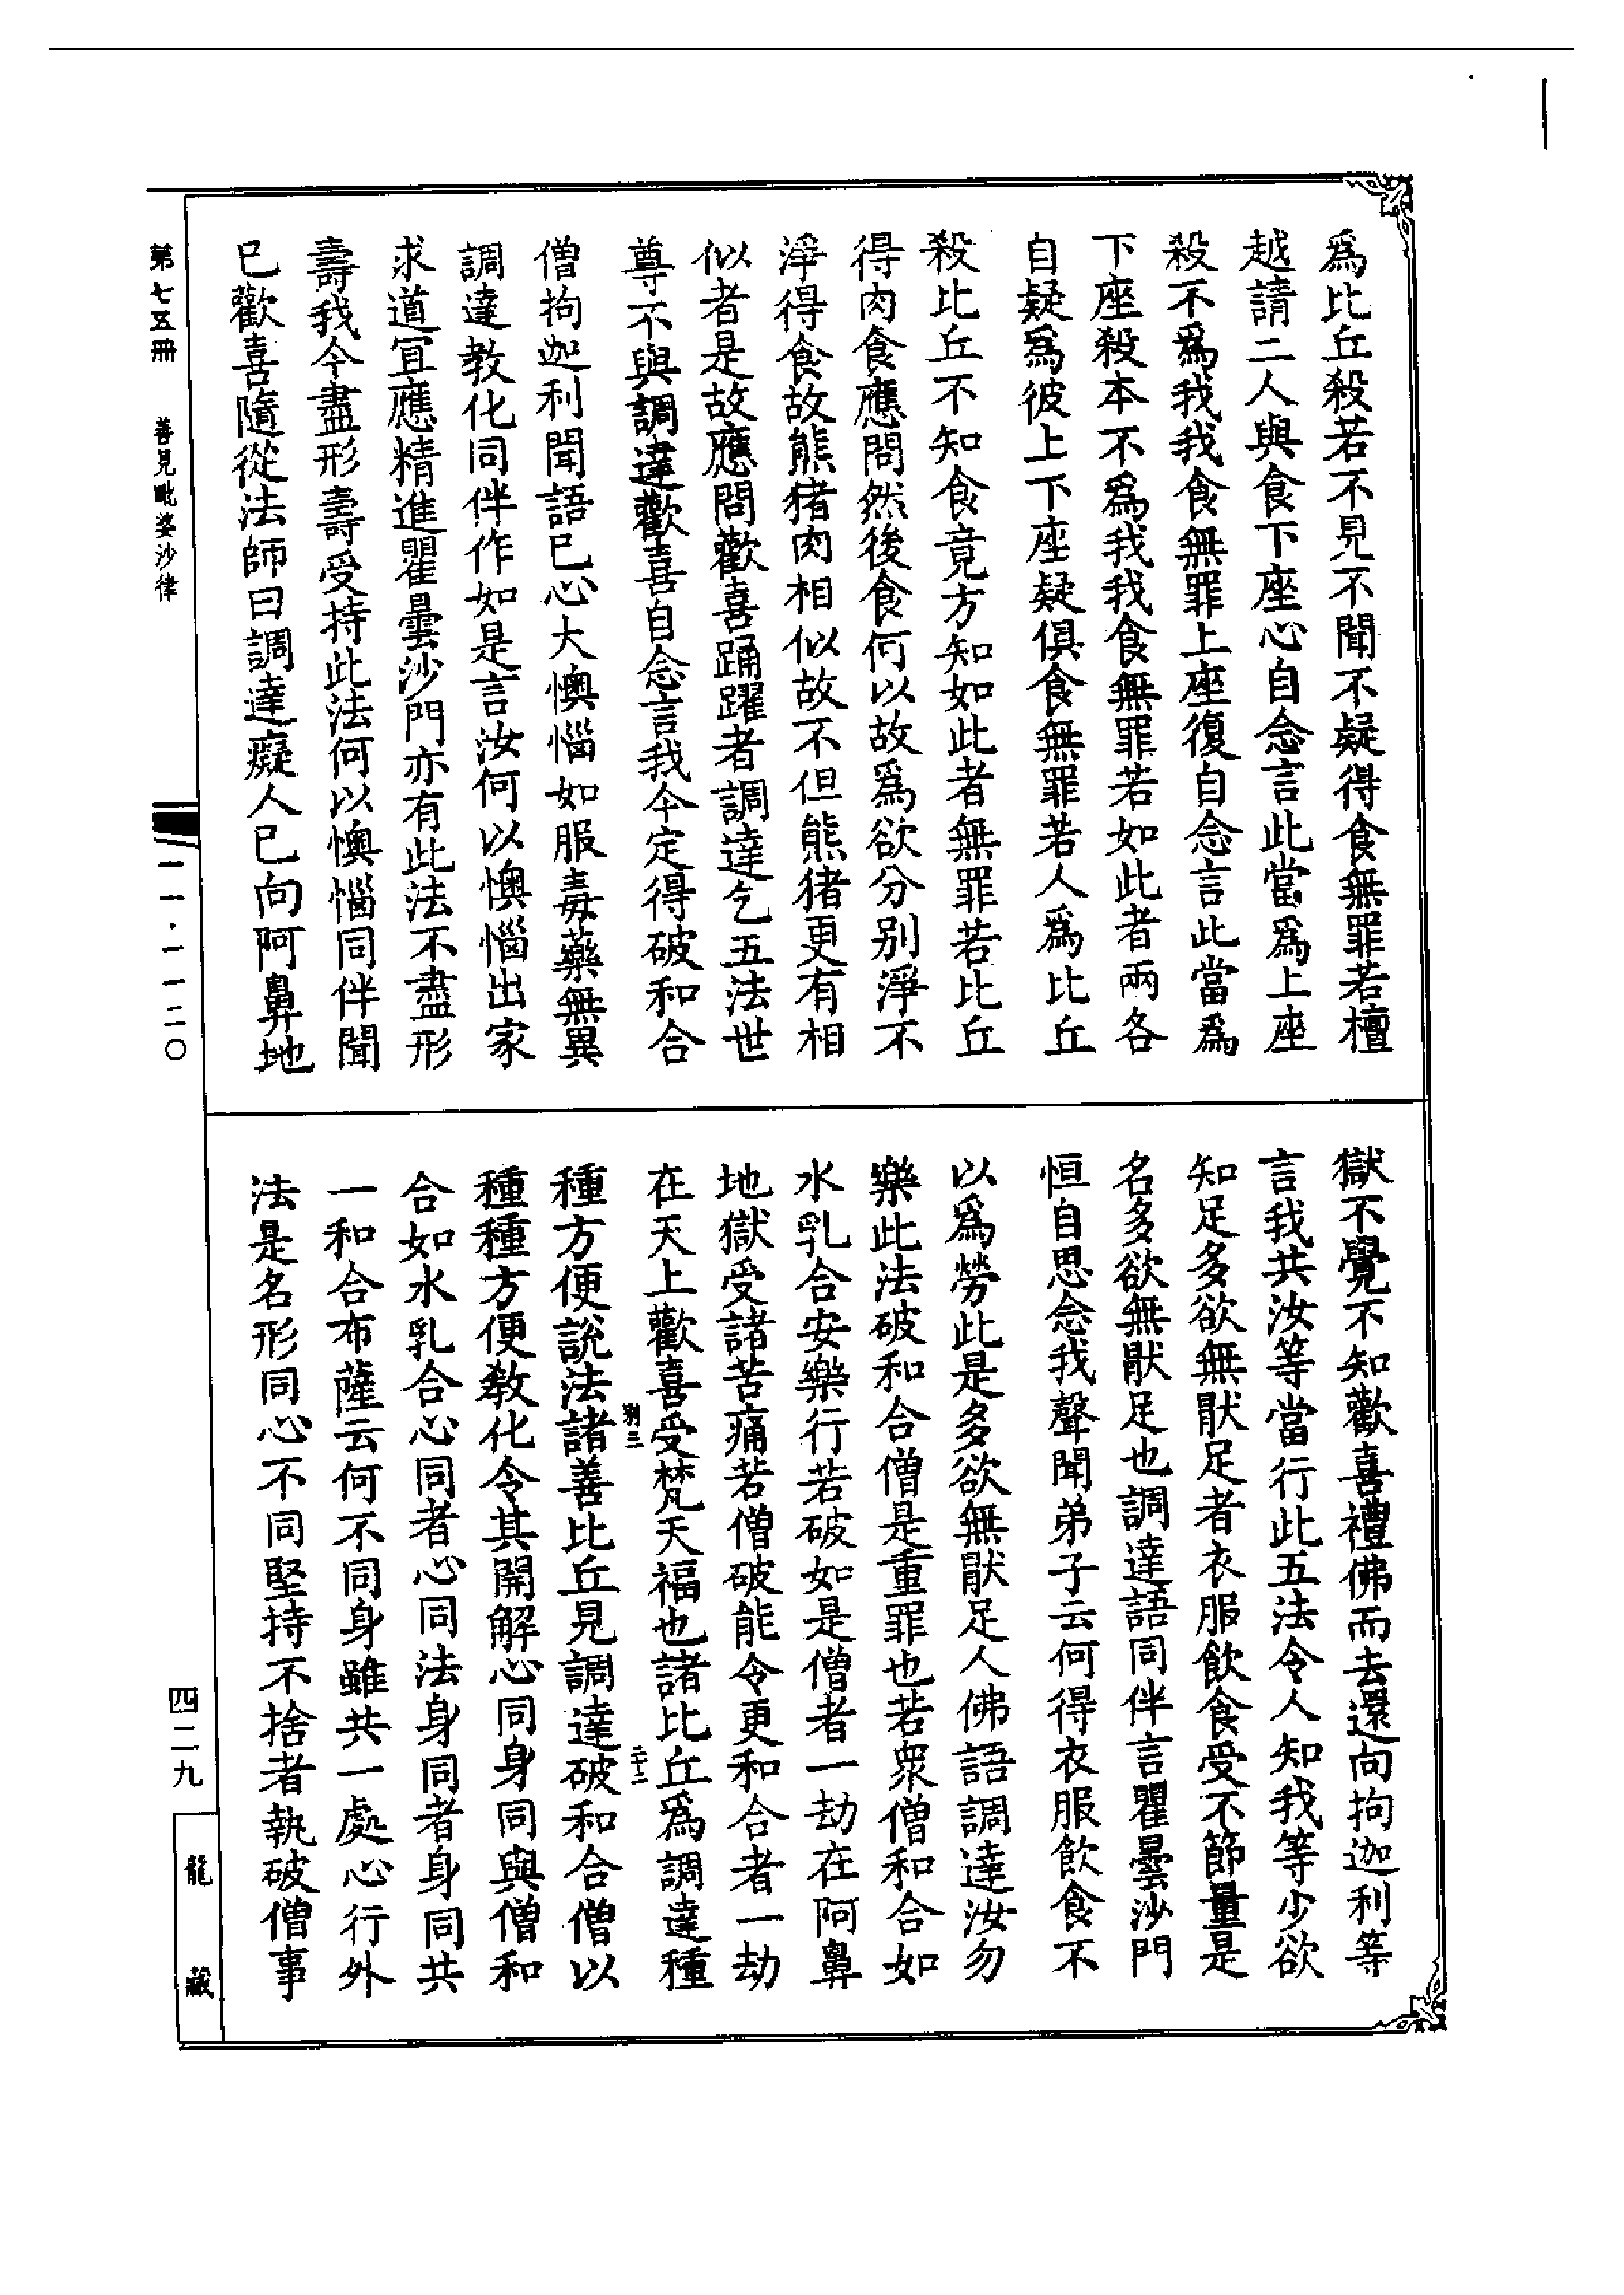 爲比丘殺若不見不聞不疑得食無罪若檀
越請二人與食下座心自念言此當爲上座
殺不爲我我食無罪上座復自念言此當爲
下座殺本不爲我我食無罪若如此者兩各
自疑爲彼上下座疑俱食無罪若人爲比丘
殺比丘不知食竟方知如此者無罪若比丘
得肉食應問然後食何以故爲欲分別淨不
淨得食故熊猪肉相似故不但熊猪更有相
似者是故應問歡喜踊躍者調達乞五法世
尊不與調達歡喜自念言我今定得破和合
僧拘迦利聞語已心大懊惱如服毒藥無異
調達教化同伴作如是言汝何以懊惱出家
求道宜應精進瞿曇沙門亦有此法不盡形
壽我今盡形壽受持此法何以懊惱同伴聞
已歡喜隨從法師曰調達癡人已向阿鼻地
獄不覺不知歡喜禮佛而去還向拘迦利等
言我共汝等當行此五法令人知我等少欲
知足多欲無猒足者衣服飲食受不節量是
名多欲無猒足也調達語同伴言瞿曇沙門
恒自思念我聲聞弟子云何得衣服飲食不
以爲勞此是多欲無猒足人佛語調達汝勿
樂此法破和合僧是重罪也若衆僧和合如
水乳合安樂行若破如是僧者一劫在阿鼻
地獄受諸苦痛若僧破能令更和合者一劫
在天上歡喜受梵天福也諸比丘爲調達種
別三
二十二
種方便說法諸善比丘見調達破和合僧以
種種方便教化令其開解心同身同與僧和
合如水乳合心同者心同法身同者身同共
一和合布薩云何不同身雖共一處心行外
法是名形同心不同堅持不捨者執破僧事
第七五冊
善見毗婆沙律
一一·一一二〇
四二九
龍藏